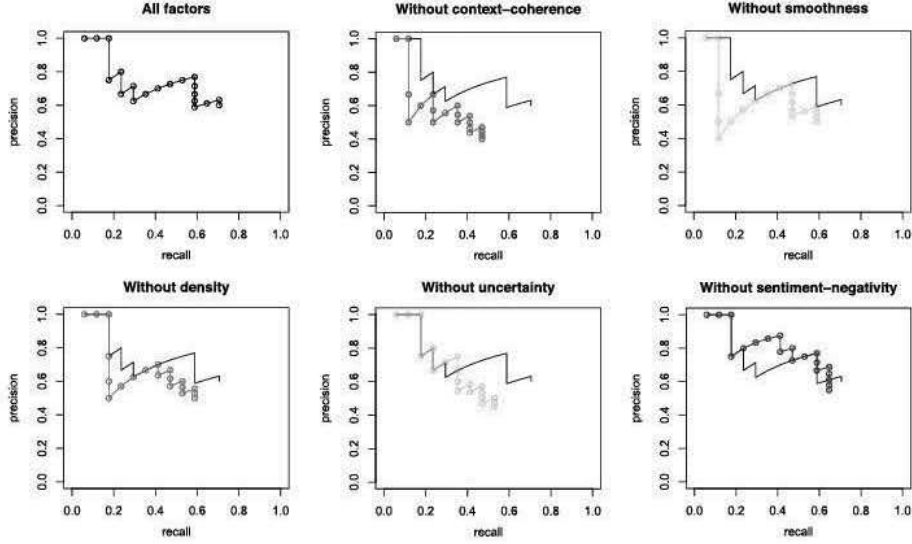 All factors
Without context-coherence
Without smoothness
precision
0.0 0.2 0.4 0.6 0.8 1.0
0.0 0.2 0.4 0.6 0.8 1.0
recall
precision
0.0 0.2 0.4 0.6 0.8 1.0
0.0 0.2 0.4 0.6 0.8 1.0
recall
precision
0.0 0.2 0.4 0.6 0.8 1.0
0.0 0.2 0.4 0.6 0.8 1.0
recall
Without density
Without uncertainty
Without sentiment-negativity
precision
0.0 0.2 0.4 0.6 0.8 1.0
0.0 0.2 0.4 0.6 0.8 1.0
recall
precision
0.0 0.2 0.4 0.6 0.8 1.0
0.0 0.2 0.4 0.6 0.8 1.0
recall
precision
0.0 0.2 0.4 0.6 0.8 1.0
0.0 0.2 0.4 0.6 0.8 1.0
recall